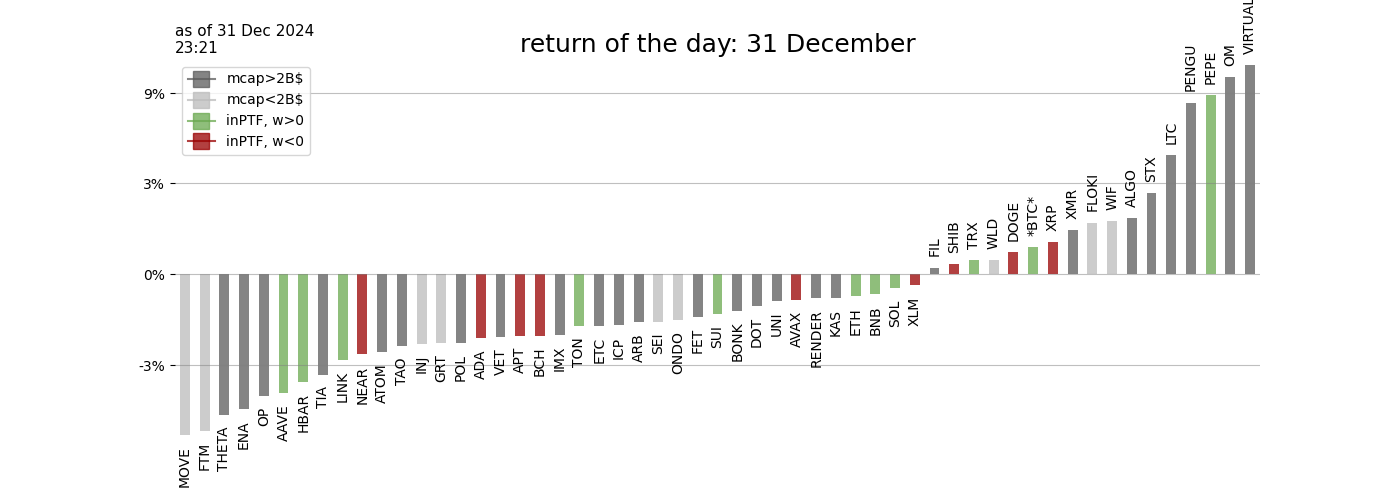 as of 31 Dec 2024
23:21
return of the day: 31 December
mcap>2B$
mcap<2B$
inPTF, w>0
inPTF, w<0
9%
3%
0%
-3%
MOVE
FTM
THETA
ENA
OP
AAVE
HBAR
TIA
LINK
NEAR
ATOM
TAO
INJ
GRT
POL
ADA
VET
APT
BCH
IMX
TON
ETC
ICP
ARB
SEI
ONDO
FET
SUI
BONK
DOT
UNI
AVAX
RENDER
KAS
ETH
BNB
SOL
XLM
FIL
SHIB
TRX
WLD
DOGE
*BTC*
XRP
XMR
FLOKI
WIF
ALGO
STX
LTC
PENGU
PEPE
OM
VIRTUAL